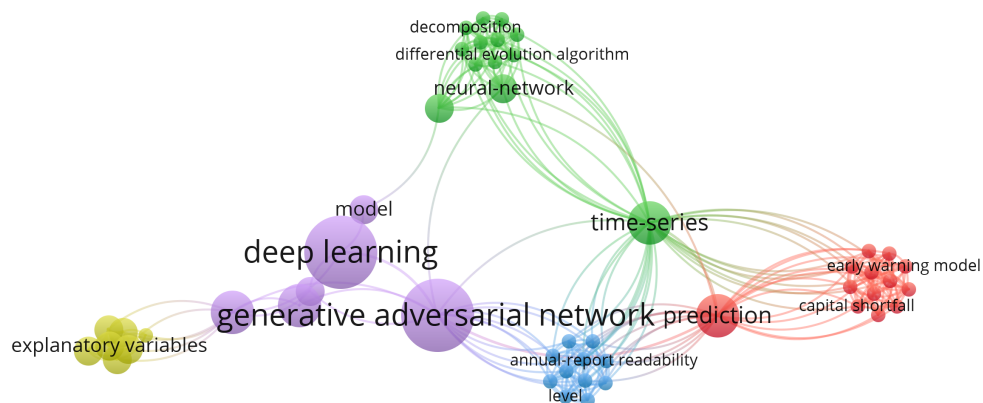 decomposition
differential evolution algorithm
neural-network
model
time-series
deep learning
early warning model
capital shortfall
generative adversarial network
prediction
explanatory variables
annual-report readability
level